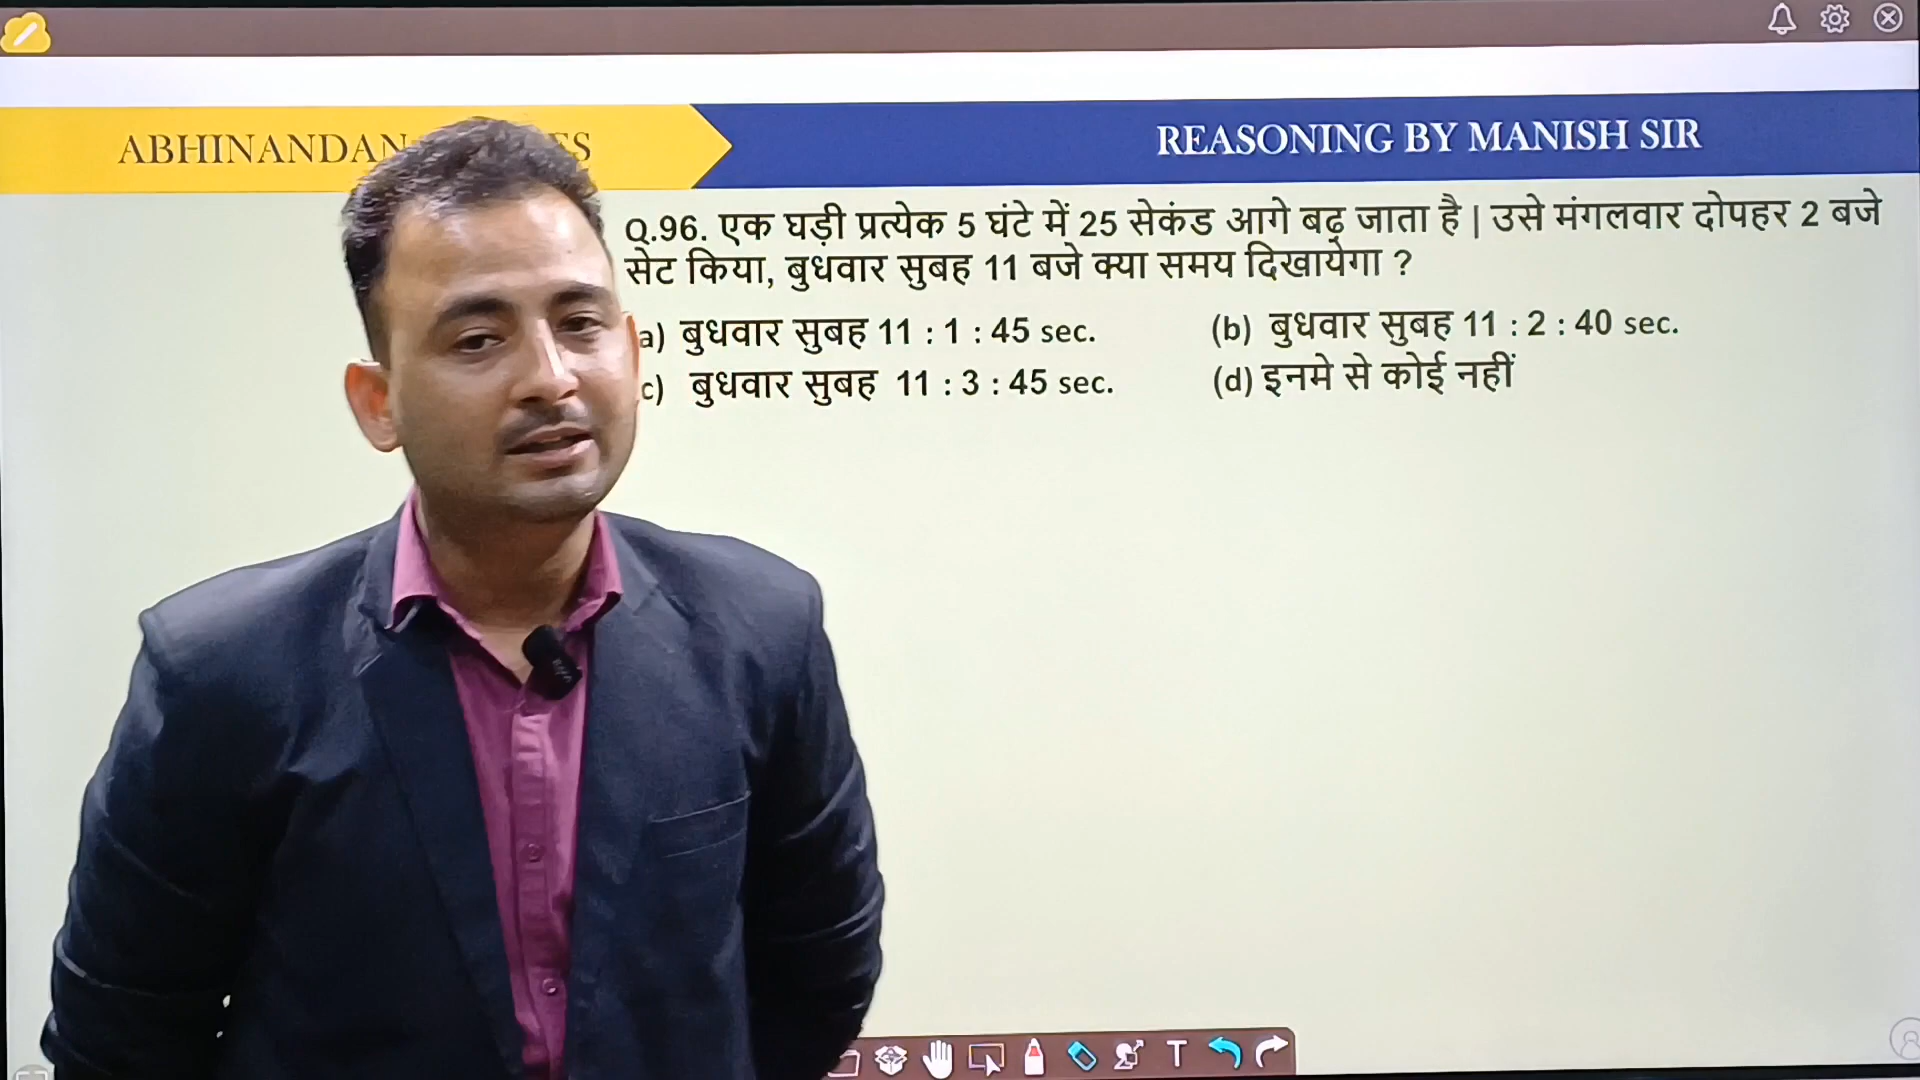 ABHINANDAN
REASONING BY MANISH SIR
Q.96. एक घड़ी प्रत्येक 5 घंटे में 25 सेकंड आगे बढ़ जाता है | उसे मंगलवार दोपहर 2 बजे
सेट किया, बुधवार सुबह 11 बजे क्या समय दिखायेगा ?
a) बुधवार सुबह 11 : 1 : 45 sec. (b) बुधवार सुबह 11 : 2 : 40 sec.
c) बुधवार सुबह 11 : 3 : 45 sec. (d) इनमे से कोई नहीं
T